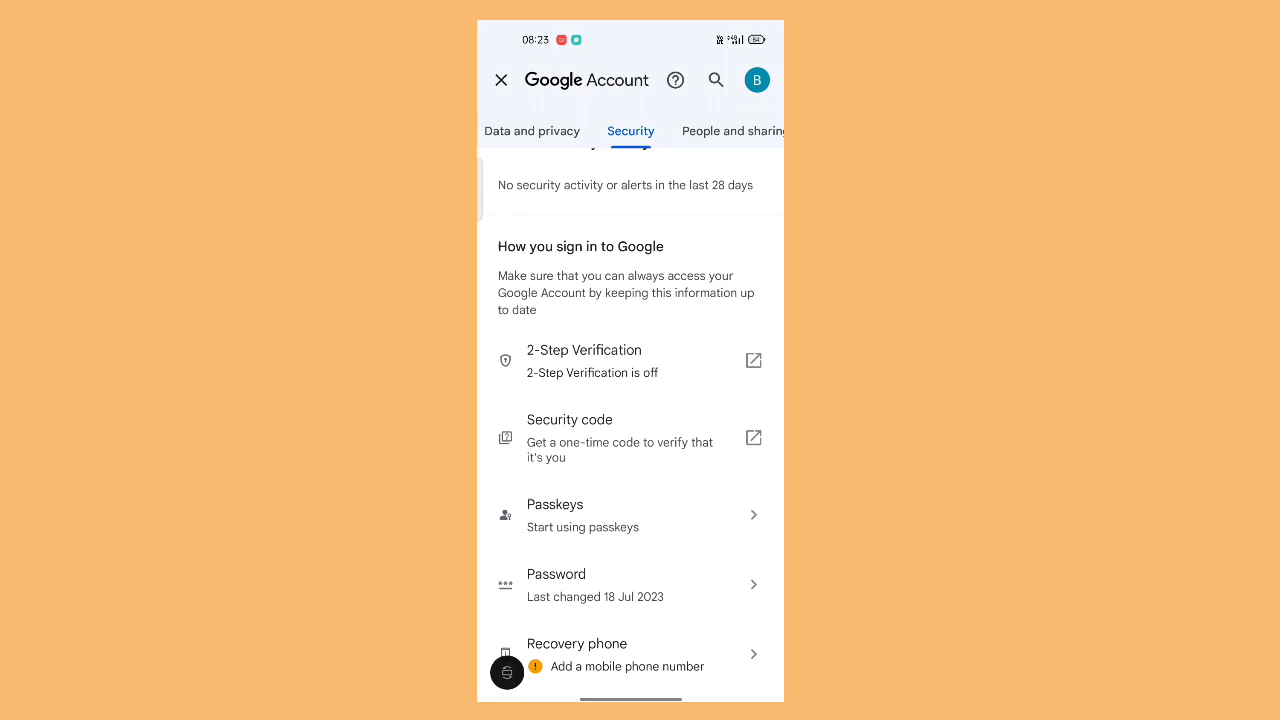 08:23
84
Google Account
B
Data and privacy
Security
People and sharing
No security activity or alerts in the last 28 days
How you sign in to Google
Make sure that you can always access your
Google Account by keeping this information up
to date
2-Step Verification
2-Step Verification is off
Security code
Get a one-time code to verify that
it's you
Passkeys
Start using passkeys
Password
Last changed 18 Jul 2023
Recovery phone
Add a mobile phone number